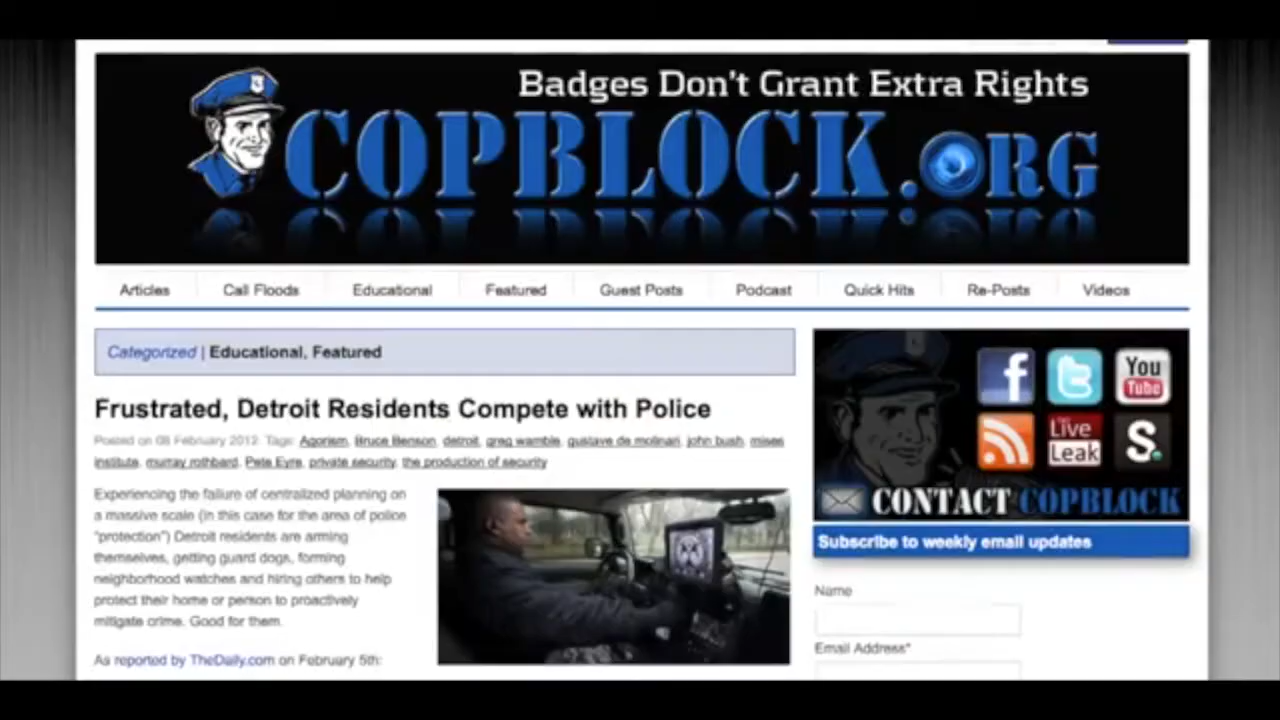 Badges Don't Grant Extra Rights
COPBLOCK.ORG
Articles Call Floods Educational Featured Guest Posts Podcast Quick Hits Re-Posts Videos
Categorized | Educational, Featured
Frustrated, Detroit Residents Compete with Police
Posted on 08 February 2012. Tags: Agorism, Bruce Benson, detroit, greg wamble, gustave de molinari, john bush, mises
institute, murray rothbard, Pete Eyre, private security, the production of security
Experiencing the failure of centralized planning on
a massive scale (in this case for the area of police
"protection") Detroit residents are arming
themselves, getting guard dogs, forming
neighborhood watches and hiring others to help
protect their home or person to proactively
mitigate crime. Good for them.
As reported by TheDaily.com on February 5th:
f t You Tube
Live Leak S.
CONTACT COPBLOCK
Subscribe to weekly email updates
Name
Email Address*